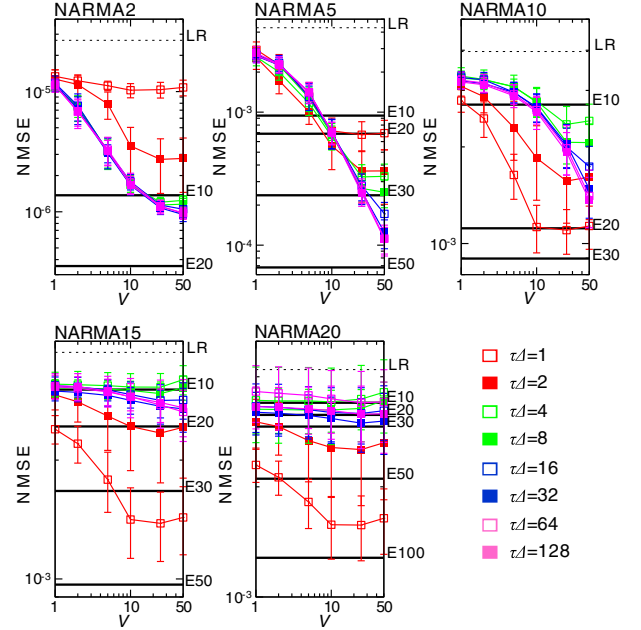 NARMA2
LR
10⁻⁵
10⁻⁶
NMSE
E10
E20
1
10
50
V
NARMA5
LR
10⁻³
10⁻⁴
NMSE
E10
E20
E30
E50
1
10
50
V
NARMA10
LR
10⁻³
NMSE
E10
E20
E30
1
10
50
V
NARMA15
LR
10⁻³
NMSE
E10
E20
E30
E50
1
10
50
V
NARMA20
LR
10⁻³
NMSE
E10
E20
E30
E50
E100
1
10
50
V
τΔ=1
τΔ=2
τΔ=4
τΔ=8
τΔ=16
τΔ=32
τΔ=64
τΔ=128